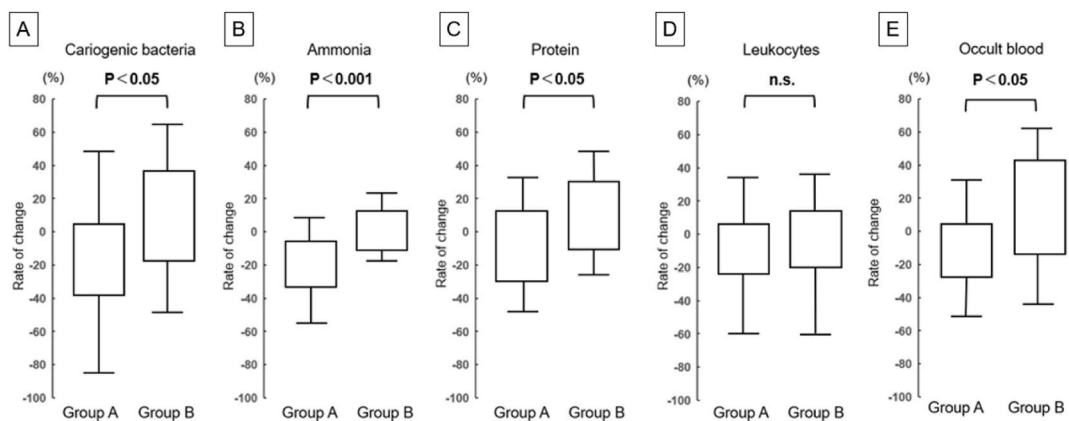 A
Cariogenic bacteria
(%)
P<0.05
80
60
40
20
0
-20
-40
-60
-80
-100
Rate of change
Group A Group B
B
Ammonia
(%)
P<0.001
80
60
40
20
0
-20
-40
-60
-80
-100
Rate of change
Group A Group B
C
Protein
(%)
P<0.05
80
60
40
20
0
-20
-40
-60
-80
-100
Rate of change
Group A Group B
D
Leukocytes
(%)
n.s.
80
60
40
20
0
-20
-40
-60
-80
-100
Rate of change
Group A Group B
E
Occult blood
(%)
P<0.05
80
60
40
20
0
-20
-40
-60
-80
-100
Rate of change
Group A Group B